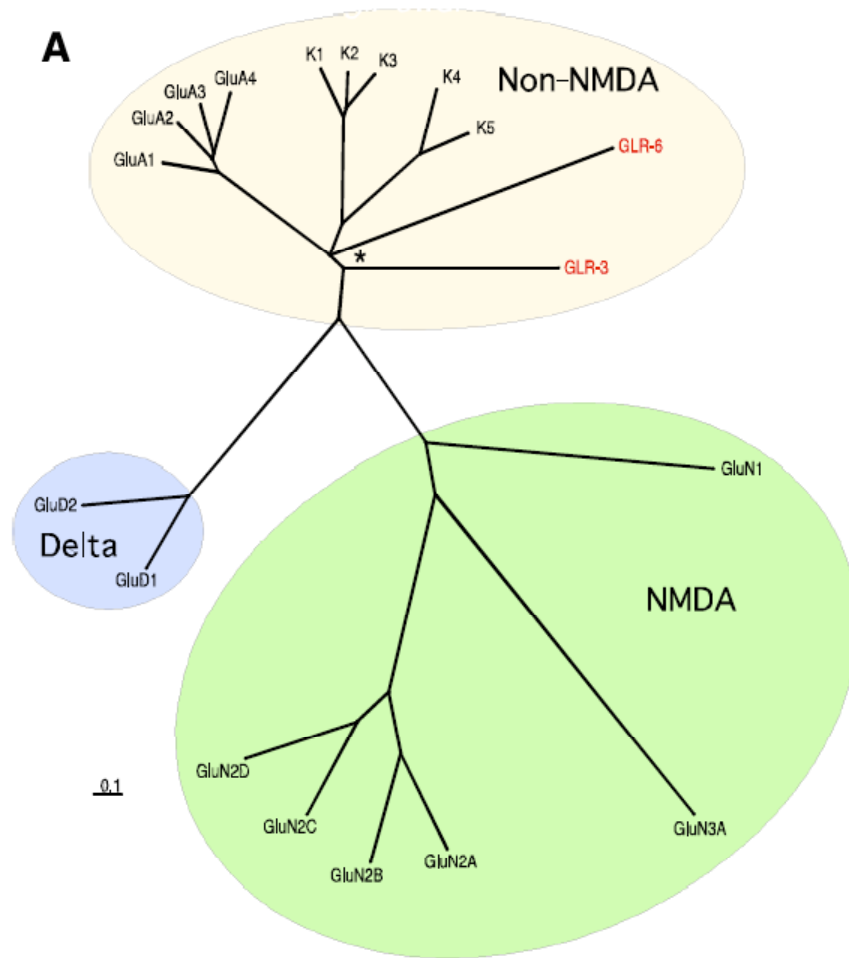 A
K1
K2
K3
GluA4
GluA3
K4
Non-NMDA
GluA2
K5
GluA1
GLR-6
*
GLR-3
GluN1
GluD2
Delta
GluD1
NMDA
GluN2D
0.1
GluN2C
GluN3A
GluN2B
GluN2A